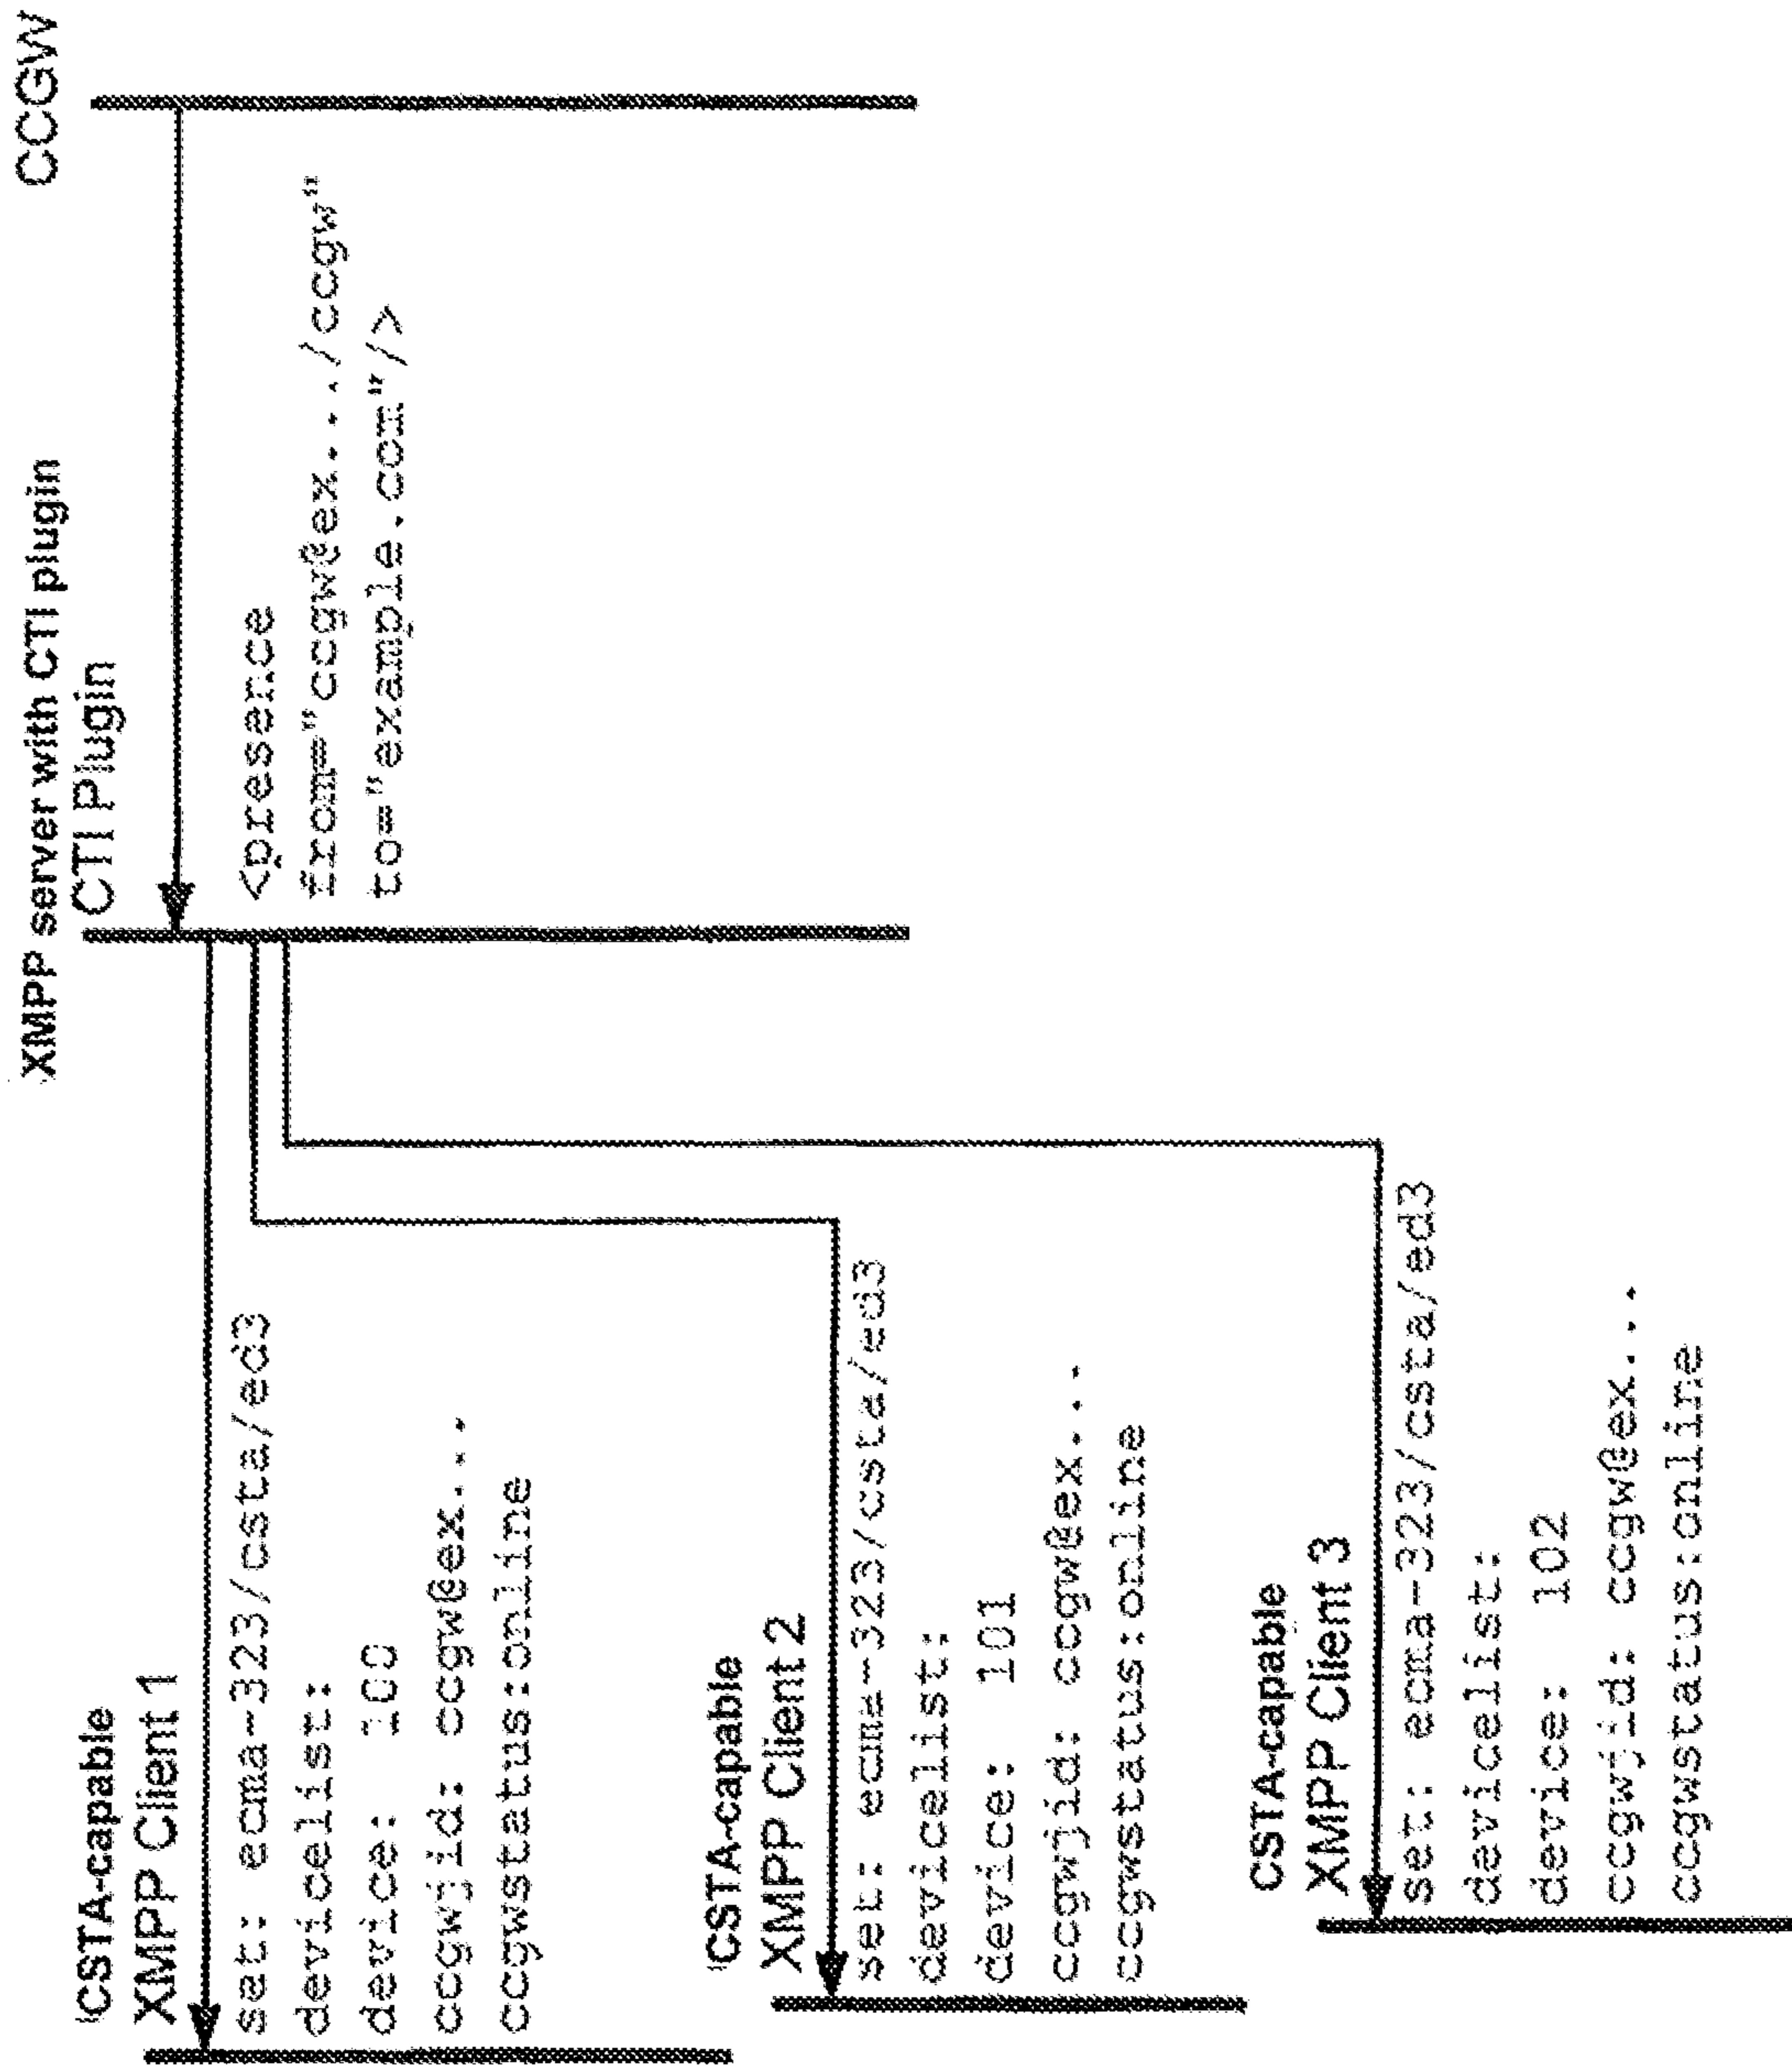 XMPP server with CTI plugin
CTI Plugin
CCGW
<presence
from="ccgw@ex.../ccgw"
to="example.com"/>
CSTA-capable
XMPP Client 1
set: ecma-323/csta/ed3
devicelist:
device: 100
ccgwjid: ccgw@ex...
ccgwstatus:online
CSTA-capable
XMPP Client 2
set: ecma-323/csta/ed3
devicelist:
device: 101
ccgwjid: ccgw@ex...
ccgwstatus:online
CSTA-capable
XMPP Client 3
set: ecma-323/csta/ed3
devicelist:
device: 102
ccgwjid: ccgw@ex...
ccgwstatus:online